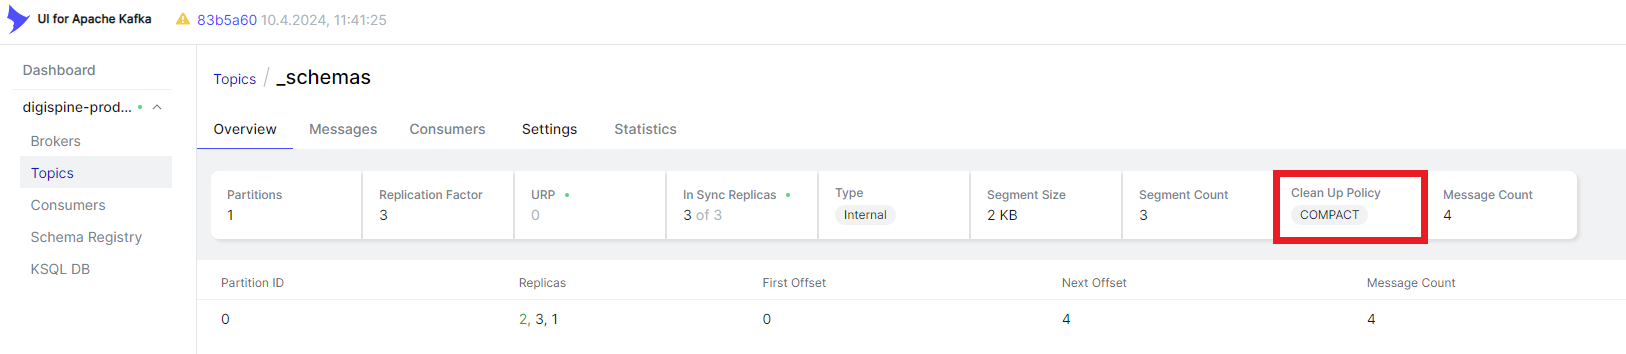 UI for Apache Kafka 83b5a60 10.4.2024, 11:41:25
Dashboard
digispine-prod...
Brokers
Topics
Consumers
Schema Registry
KSQL DB
Topics / _schemas
Overview Messages Consumers Settings Statistics
Partitions
1
Replication Factor
3
URP
0
In Sync Replicas
3 of 3
Type
Internal
Segment Size
2 KB
Segment Count
3
Clean Up Policy
COMPACT
Message Count
4
Partition ID Replicas First Offset Next Offset Message Count
0 2, 3, 1 0 4 4